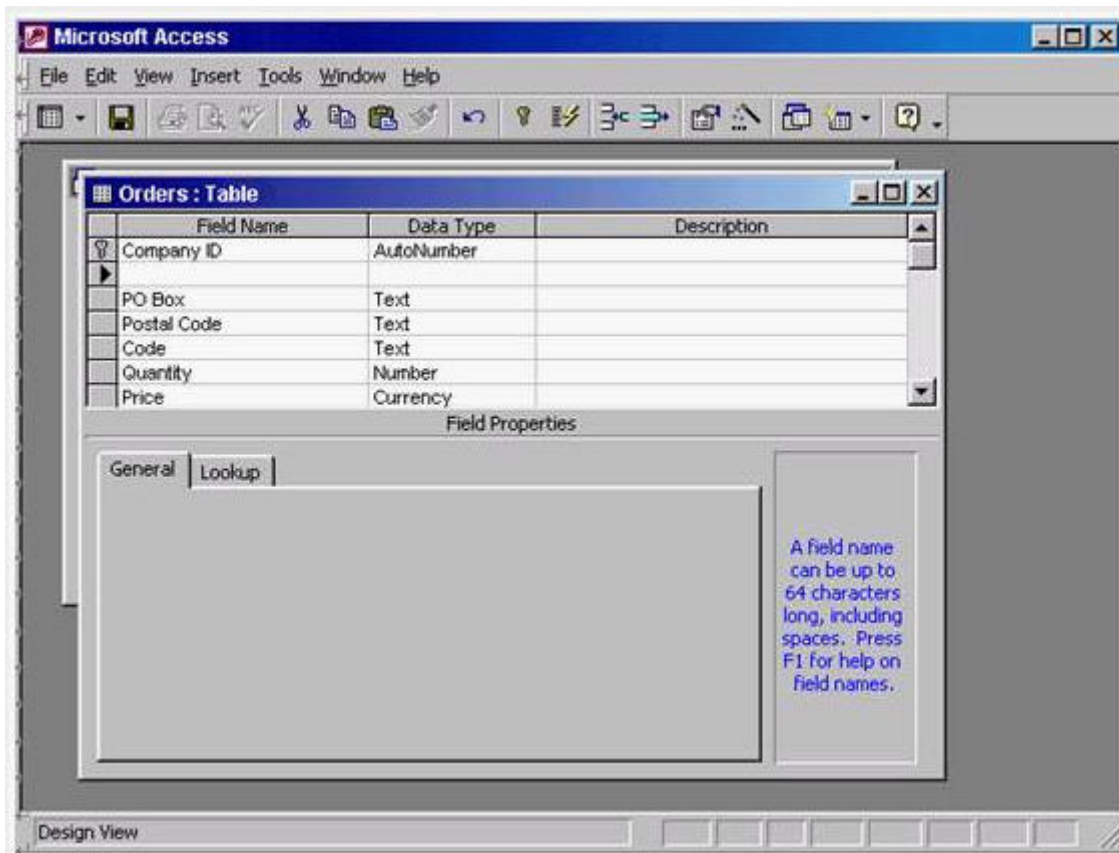 Microsoft Access
File Edit View Insert Tools Window Help
Orders : Table
Field Name Data Type Description
Company ID AutoNumber
PO Box Text
Postal Code Text
Code Text
Quantity Number
Price Currency
Field Properties
General Lookup
A field name
can be up to
64 characters
long, including
spaces. Press
F1 for help on
field names.
Design View